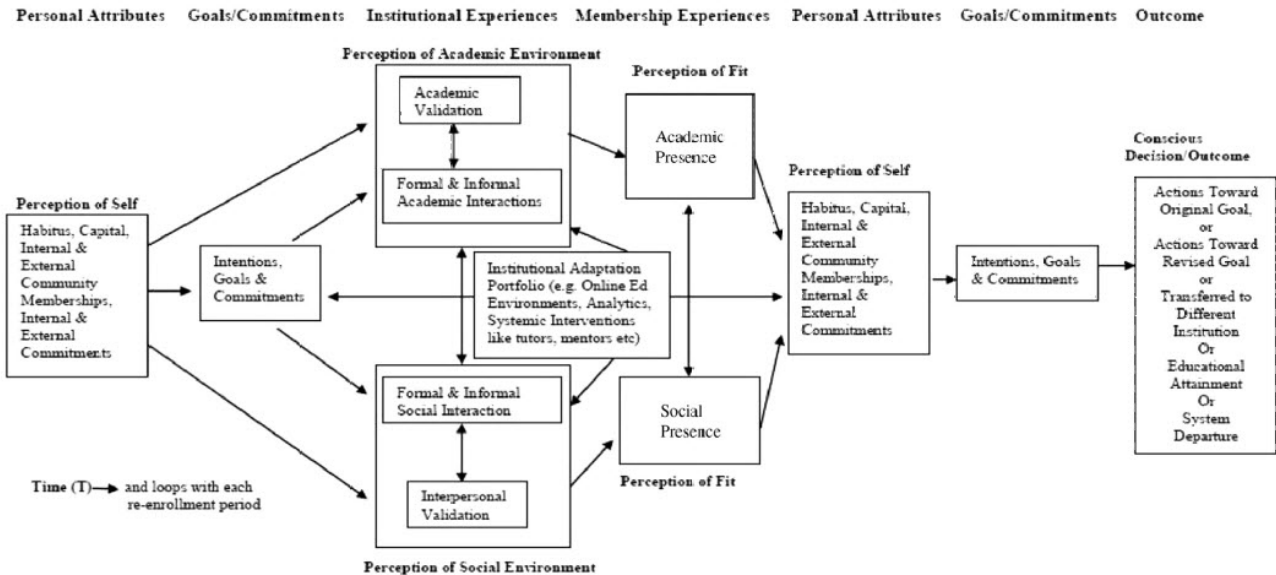 Personal Attributes Goals/Commitments Institutional Experiences Membership Experiences Personal Attributes Goals/Commitments Outcome
Perception of Self
Habitus, Capital,
Internal &
External
Community
Memberships,
Internal &
External
Commitments
Intentions,
Goals &
Commitments
Perception of Academic Environment
Academic
Validation
Formal & Informal
Academic Interactions
Institutional Adaptation
Portfolio (e.g. Online Ed
Environments, Analytics,
Systemic Interventions
like tutors, mentors etc)
Formal & Informal
Social Interaction
Interpersonal
Validation
Perception of Social Environment
Perception of Fit
Academic
Presence
Social
Presence
Perception of Fit
Perception of Self
Habitus, Capital,
Internal &
External
Community
Memberships,
Internal &
External
Commitments
Intentions, Goals
& Commitments
Conscious
Decision/Outcome
Actions Toward
Original Goal,
or
Actions Toward
Revised Goal
or
Transferred to
Different
Institution
Or
Educational
Attainment
Or
System
Departure
Time (T) and loops with each
re-enrollment period